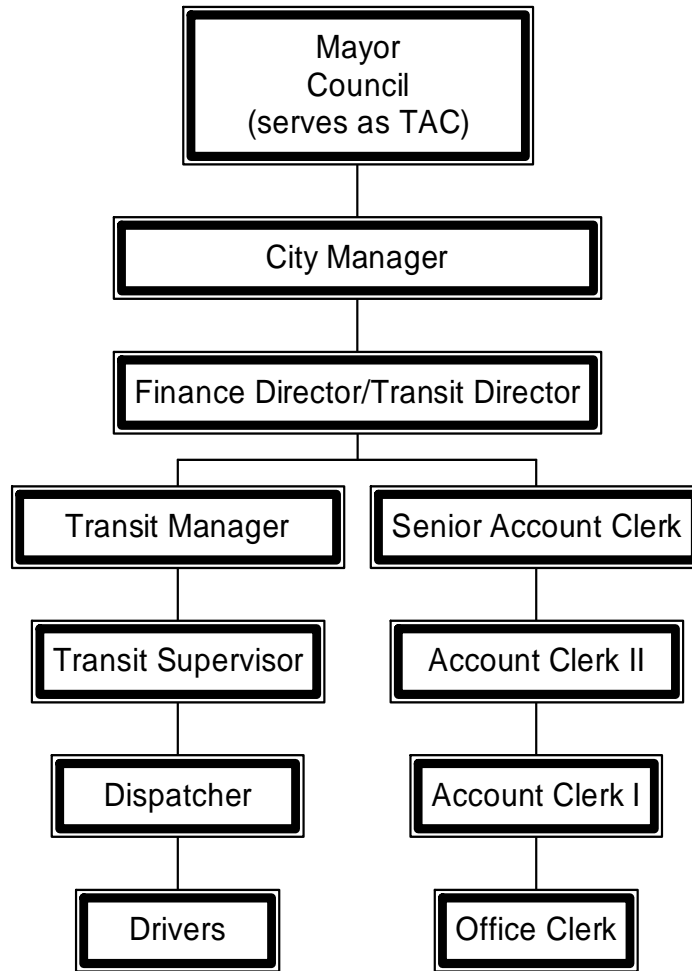 Mayor
Council
(serves as TAC)
City Manager
Finance Director/Transit Director
Transit Manager
Senior Account Clerk
Transit Supervisor
Account Clerk II
Dispatcher
Account Clerk I
Drivers
Office Clerk